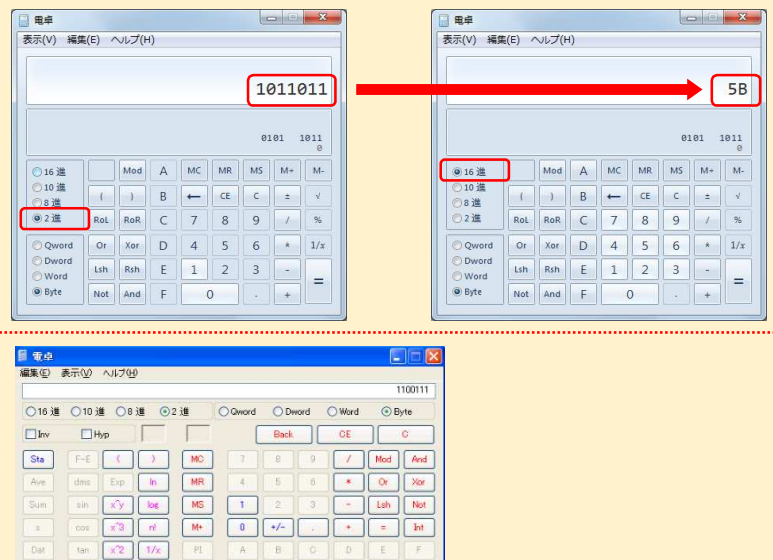 電卓
表示(V) 編集(E) ヘルプ(H)
1011011
0101 1011
0
16 進 Mod A MC MR MS M+ M-
10 進 ( ) B ← CE C ± √
8 進
2 進 RoL RoR C 7 8 9 / %
Qword Or Xor D 4 5 6 * 1/x
Dword Lsh Rsh E 1 2 3 - =
Word
Byte Not And F 0 . +
電卓
表示(V) 編集(E) ヘルプ(H)
5B
0101 1011
0
16 進 Mod A MC MR MS M+ M-
10 進 ( ) B ← CE C ± √
8 進
2 進 RoL RoR C 7 8 9 / %
Qword Or Xor D 4 5 6 * 1/x
Dword Lsh Rsh E 1 2 3 - =
Word
Byte Not And F 0 . +
電卓
編集(E) 表示(V) ヘルプ(H)
1100111
16 進 10 進 8 進 2 進 Qword Dword Word Byte
Inv Hyp Back CE C
Sta F-E ( ) MC 7 8 9 / Mod And
Ave dms Exp ln MR 4 5 6 * Or Xor
Sum sin x^y log MS 1 2 3 - Lsh Not
s cos x^3 n! M+ 0 +/- . + = Int
Dat tan x^2 1/x PI A B C D E F